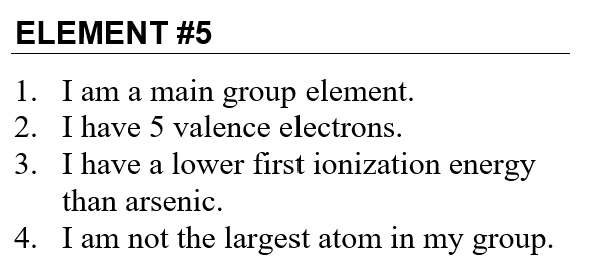 ELEMENT #5
1. I am a main group element.
2. I have 5 valence electrons.
3. I have a lower first ionization energy
than arsenic.
4. I am not the largest atom in my group.